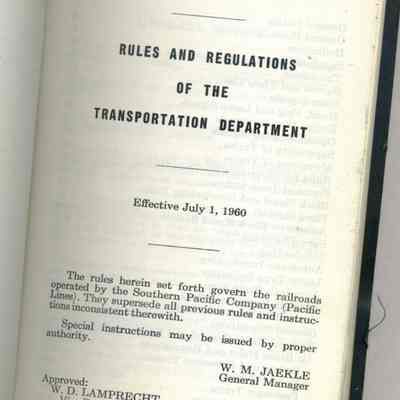 RULES AND REGULATIONS
OF THE
TRANSPORTATION DEPARTMENT
Effective July 1, 1960
The rules herein set forth govern the railroads
operated by the Southern Pacific Company (Pacific
Lines). They supersede all previous rules and instruc-
tions inconsistent therewith.
Special instructions may be issued by proper
authority.
W. M. JAEKLE
General Manager
Approved:
W. D. LAMPRECHT